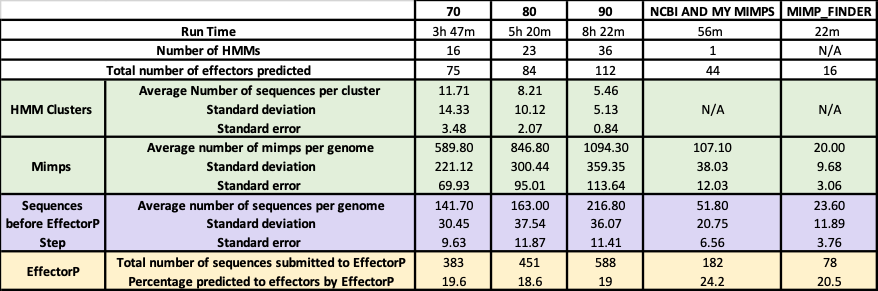 70 80 90 NCBI AND MY MIMPS MIMP_FINDER
Run Time 3h 47m 5h 20m 8h 22m 56m 22m
Number of HMMs 16 23 36 1 N/A
Total number of effectors predicted 75 84 112 44 16
Average Number of sequences per cluster 11.71 8.21 5.46
HMM Clusters Standard deviation 14.33 10.12 5.13 N/A N/A
Standard error 3.48 2.07 0.84
Average number of mimps per genome 589.80 846.80 1094.30 107.10 20.00
Mimps Standard deviation 221.12 300.44 359.35 38.03 9.68
Standard error 69.93 95.01 113.64 12.03 3.06
Sequences Average number of sequences per genome 141.70 163.00 216.80 51.80 23.60
before EffectorP Standard deviation 30.45 37.54 36.07 20.75 11.89
Step Standard error 9.63 11.87 11.41 6.56 3.76
EffectorP Total number of sequences submitted to EffectorP 383 451 588 182 78
Percentage predicted to effectors by EffectorP 19.6 18.6 19 24.2 20.5